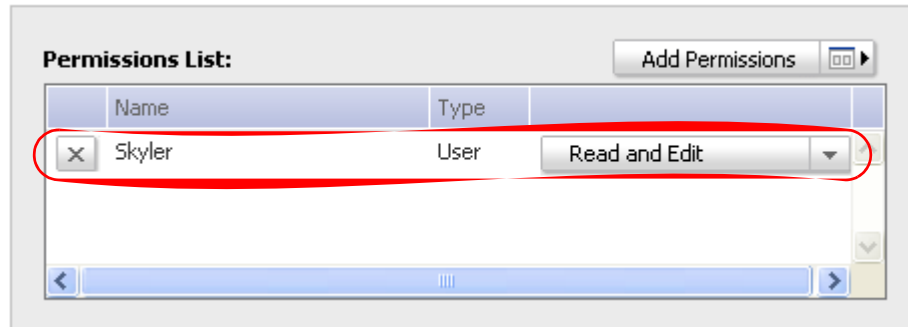 Permissions List: Add Permissions
Name Type
Skyler User Read and Edit